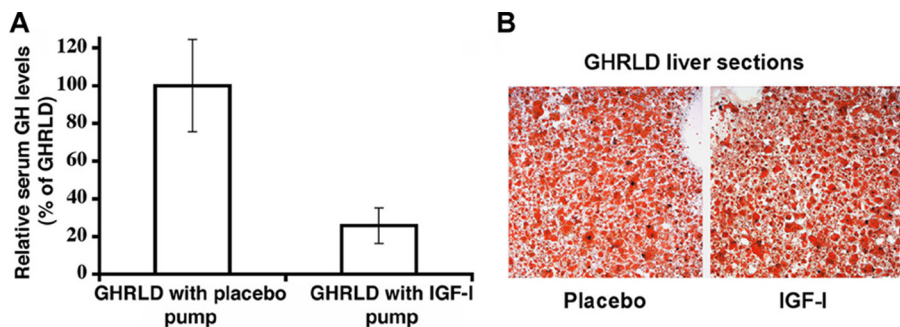 A
Relative serum GH levels
(% of GHRLD)
120
100
80
60
40
20
0
GHRLD with placebo
pump
GHRLD with IGF-I
pump
B
GHRLD liver sections
Placebo
IGF-I